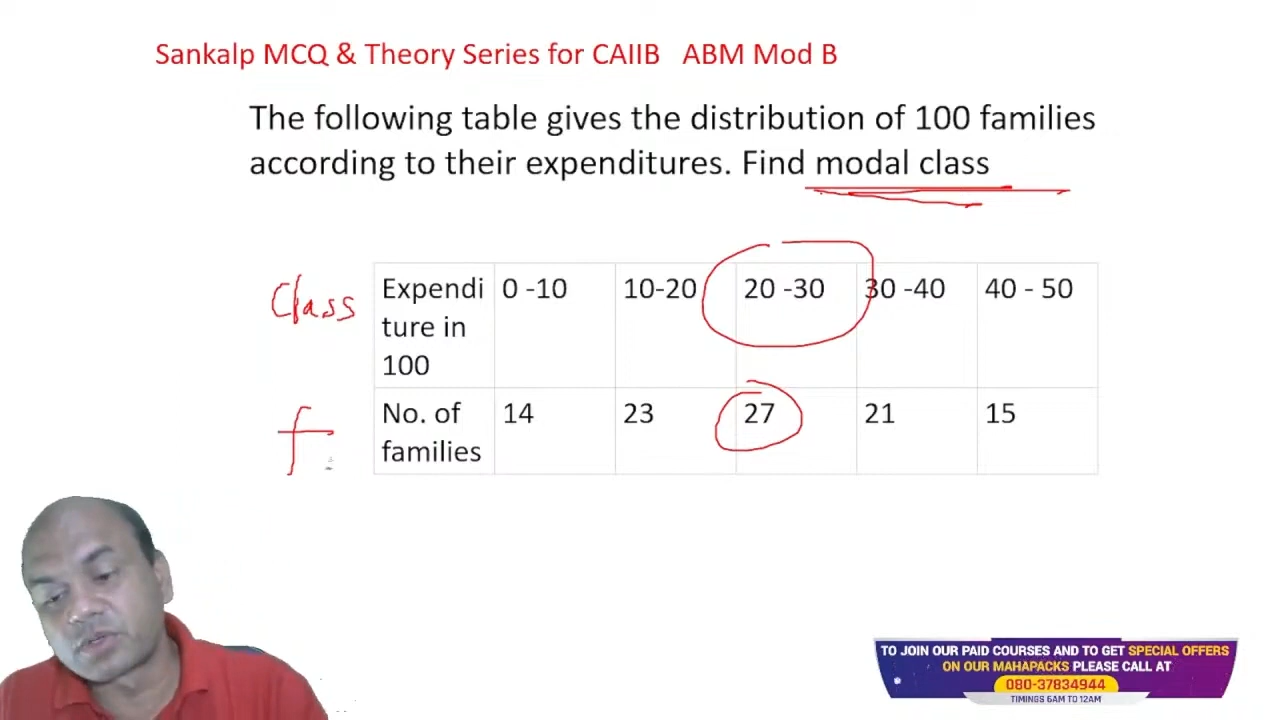 Sankalp MCQ & Theory Series for CAIIB ABM Mod B
The following table gives the distribution of 100 families
according to their expenditures. Find modal class
Class
Expendi 0 -10 10-20 20 -30 30 -40 40 - 50
ture in
100
f
No. of 14 23 27 21 15
families
TO JOIN OUR PAID COURSES AND TO GET SPECIAL OFFERS
ON OUR MAHAPACKS PLEASE CALL AT
080-37834944
TIMINGS 6AM TO 12AM